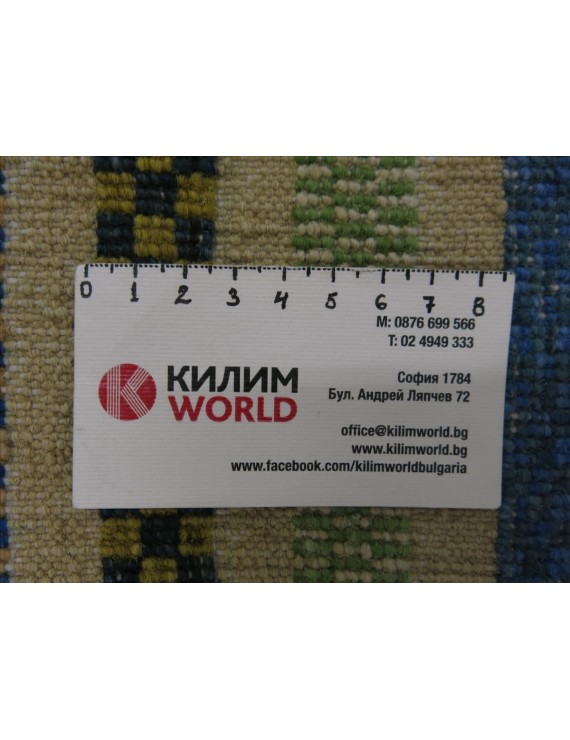 0 1 2 3 4 5 6 7 8
M: 0876 699 566
T: 02 4949 333
КИЛИМ
WORLD
София 1784
Бул. Андрей Ляпчев 72
office@kilimworld.bg
www.kilimworld.bg
www.facebook.com/kilimworldbulgaria